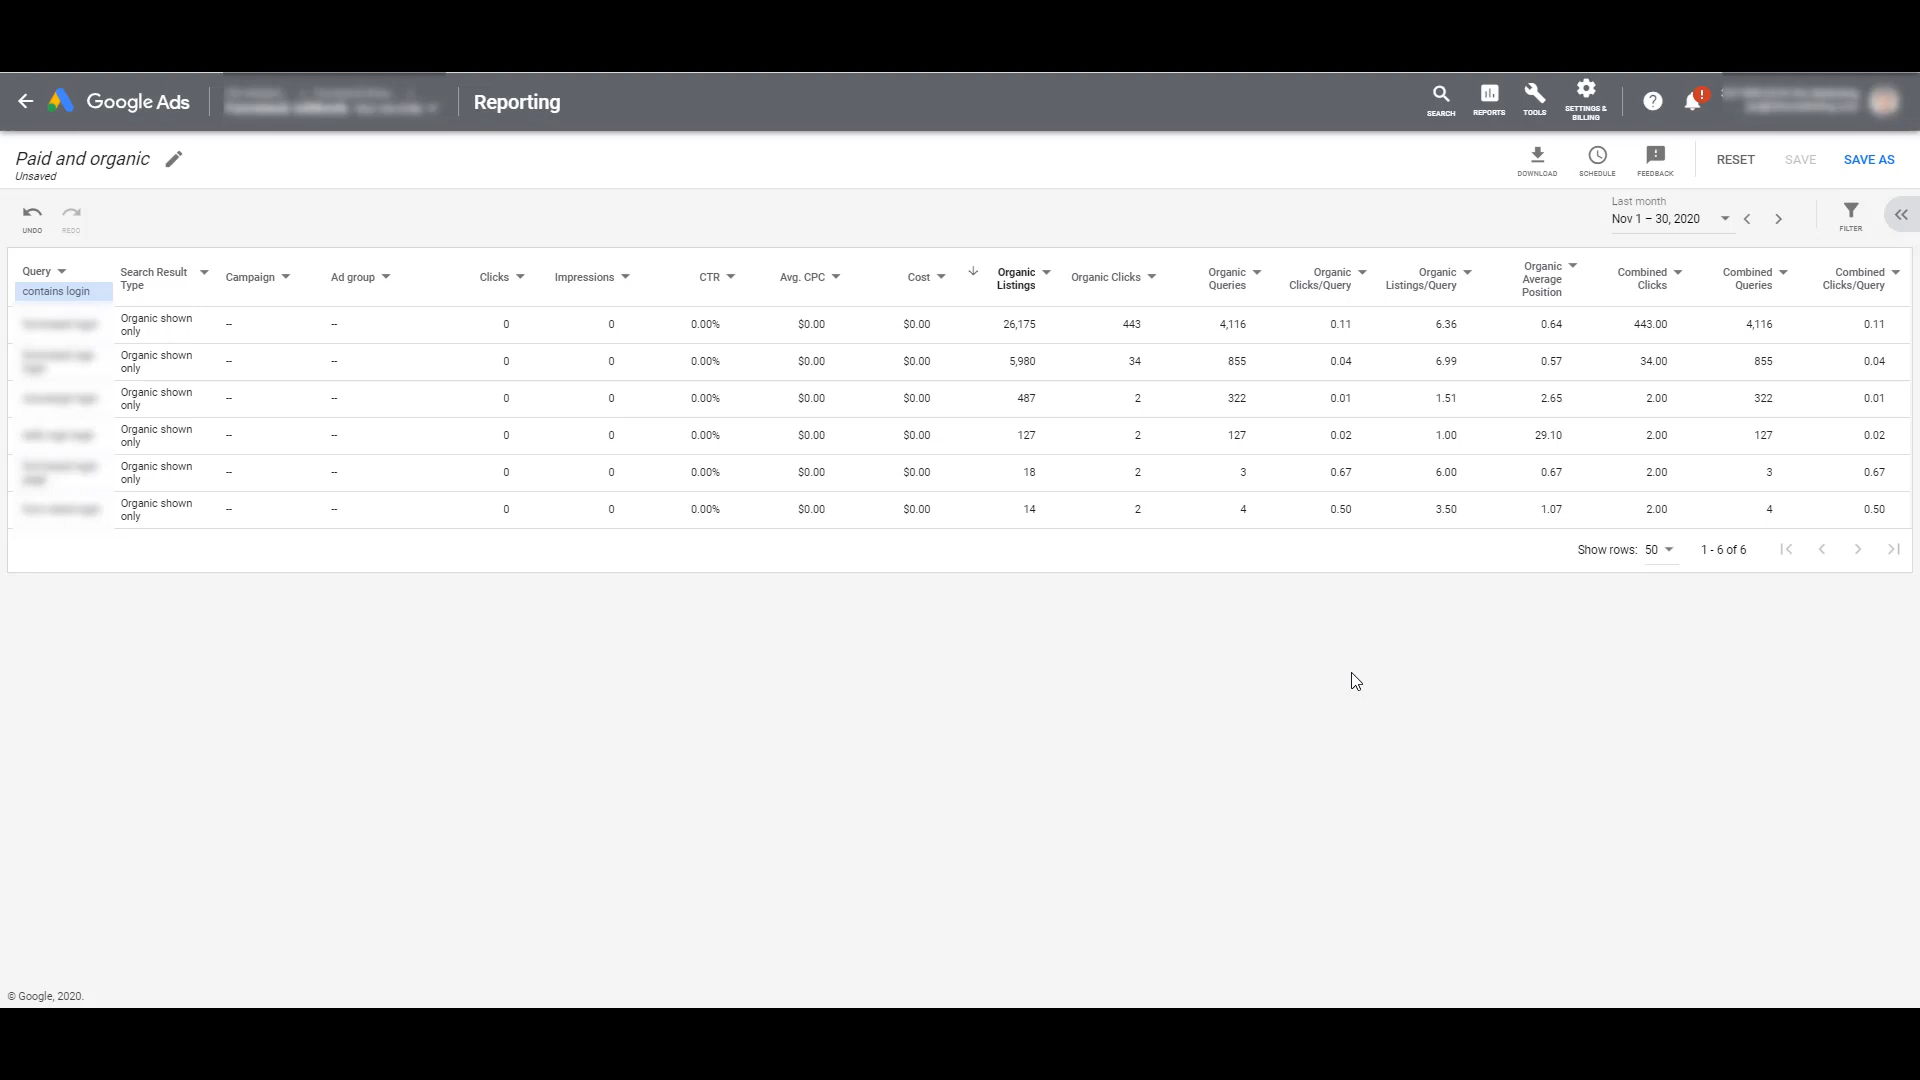 Google Ads
Reporting
SEARCH
REPORTS
TOOLS
SETTINGS &
BILLING
!
Paid and organic
Unsaved
DOWNLOAD
SCHEDULE
FEEDBACK
RESET
SAVE
SAVE AS
UNDO
REDO
Last month
Nov 1 – 30, 2020
FILTER
Query
contains login
Search Result
Type
Campaign
Ad group
Clicks
Impressions
CTR
Avg. CPC
Cost
Organic
Listings
Organic Clicks
Organic
Queries
Organic
Clicks/Query
Organic
Listings/Query
Organic
Average
Position
Combined
Clicks
Combined
Queries
Combined
Clicks/Query
Organic shown
only
-- -- 0 0 0.00% $0.00 $0.00 26,175 443 4,116 0.11 6.36 0.64 443.00 4,116 0.11
Organic shown
only
-- -- 0 0 0.00% $0.00 $0.00 5,980 34 855 0.04 6.99 0.57 34.00 855 0.04
Organic shown
only
-- -- 0 0 0.00% $0.00 $0.00 487 2 322 0.01 1.51 2.65 2.00 322 0.01
Organic shown
only
-- -- 0 0 0.00% $0.00 $0.00 127 2 127 0.02 1.00 29.10 2.00 127 0.02
Organic shown
only
-- -- 0 0 0.00% $0.00 $0.00 18 2 3 0.67 6.00 0.67 2.00 3 0.67
Organic shown
only
-- -- 0 0 0.00% $0.00 $0.00 14 2 4 0.50 3.50 1.07 2.00 4 0.50
Show rows: 50 1 - 6 of 6
© Google, 2020.